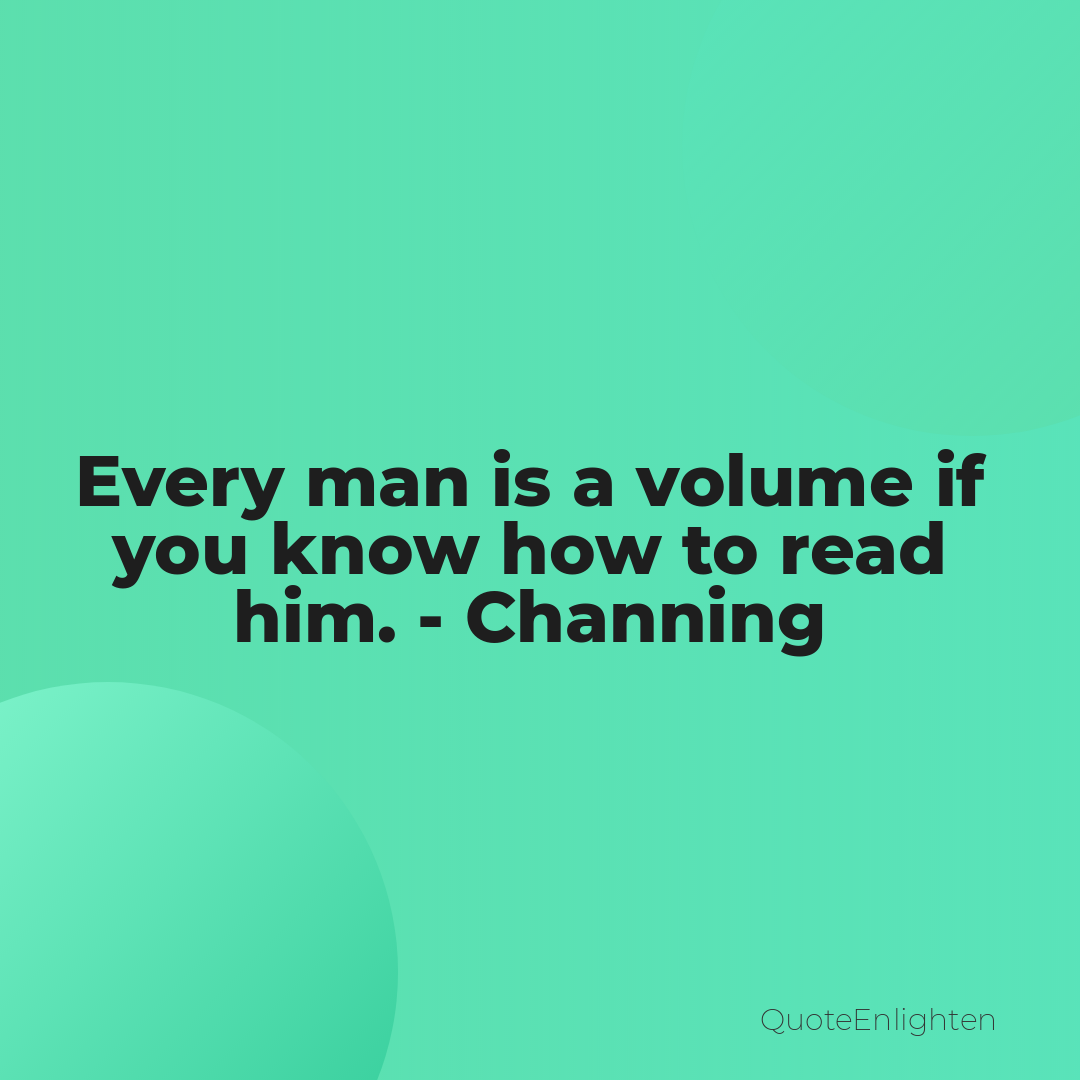 Every man is a volume if
you know how to read
him. - Channing
QuoteEnlighten